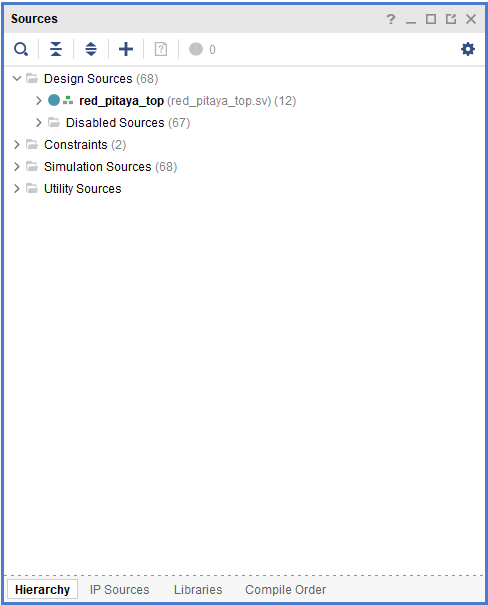 Sources
0
Design Sources (68)
red_pitaya_top (red_pitaya_top.sv) (12)
Disabled Sources (67)
Constraints (2)
Simulation Sources (68)
Utility Sources
Hierarchy IP Sources Libraries Compile Order